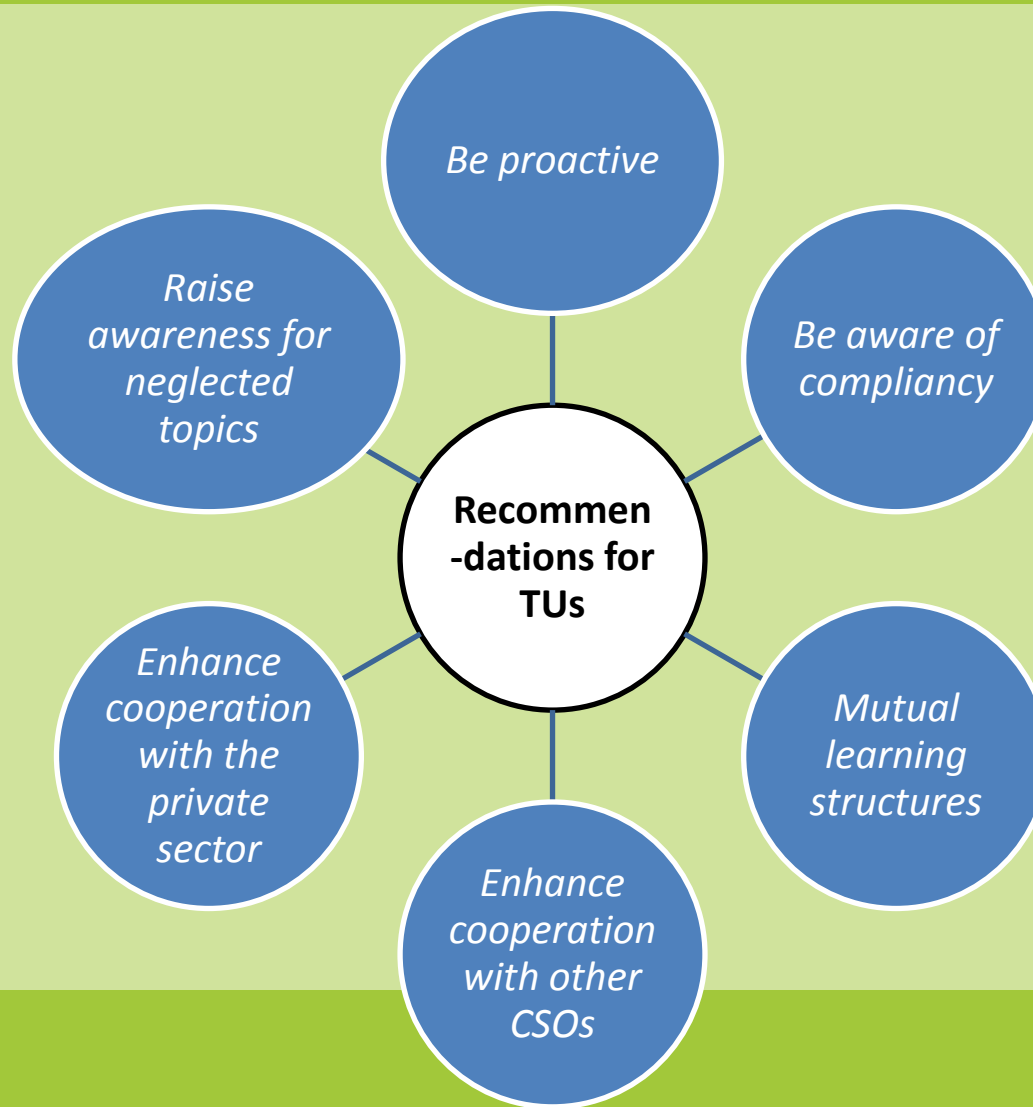 Be proactive
Raise
awareness for
neglected
topics
Be aware of
compliancy
Recommen
-dations for
TUs
Enhance
cooperation
with the
private
sector
Mutual
learning
structures
Enhance
cooperation
with other
CSOs